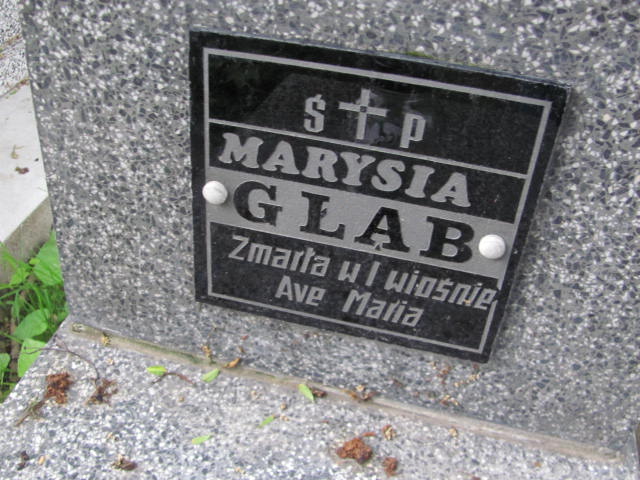 Ś P
MARYSIA
GŁĄB
Zmarła w I wiośnie
Ave Maria